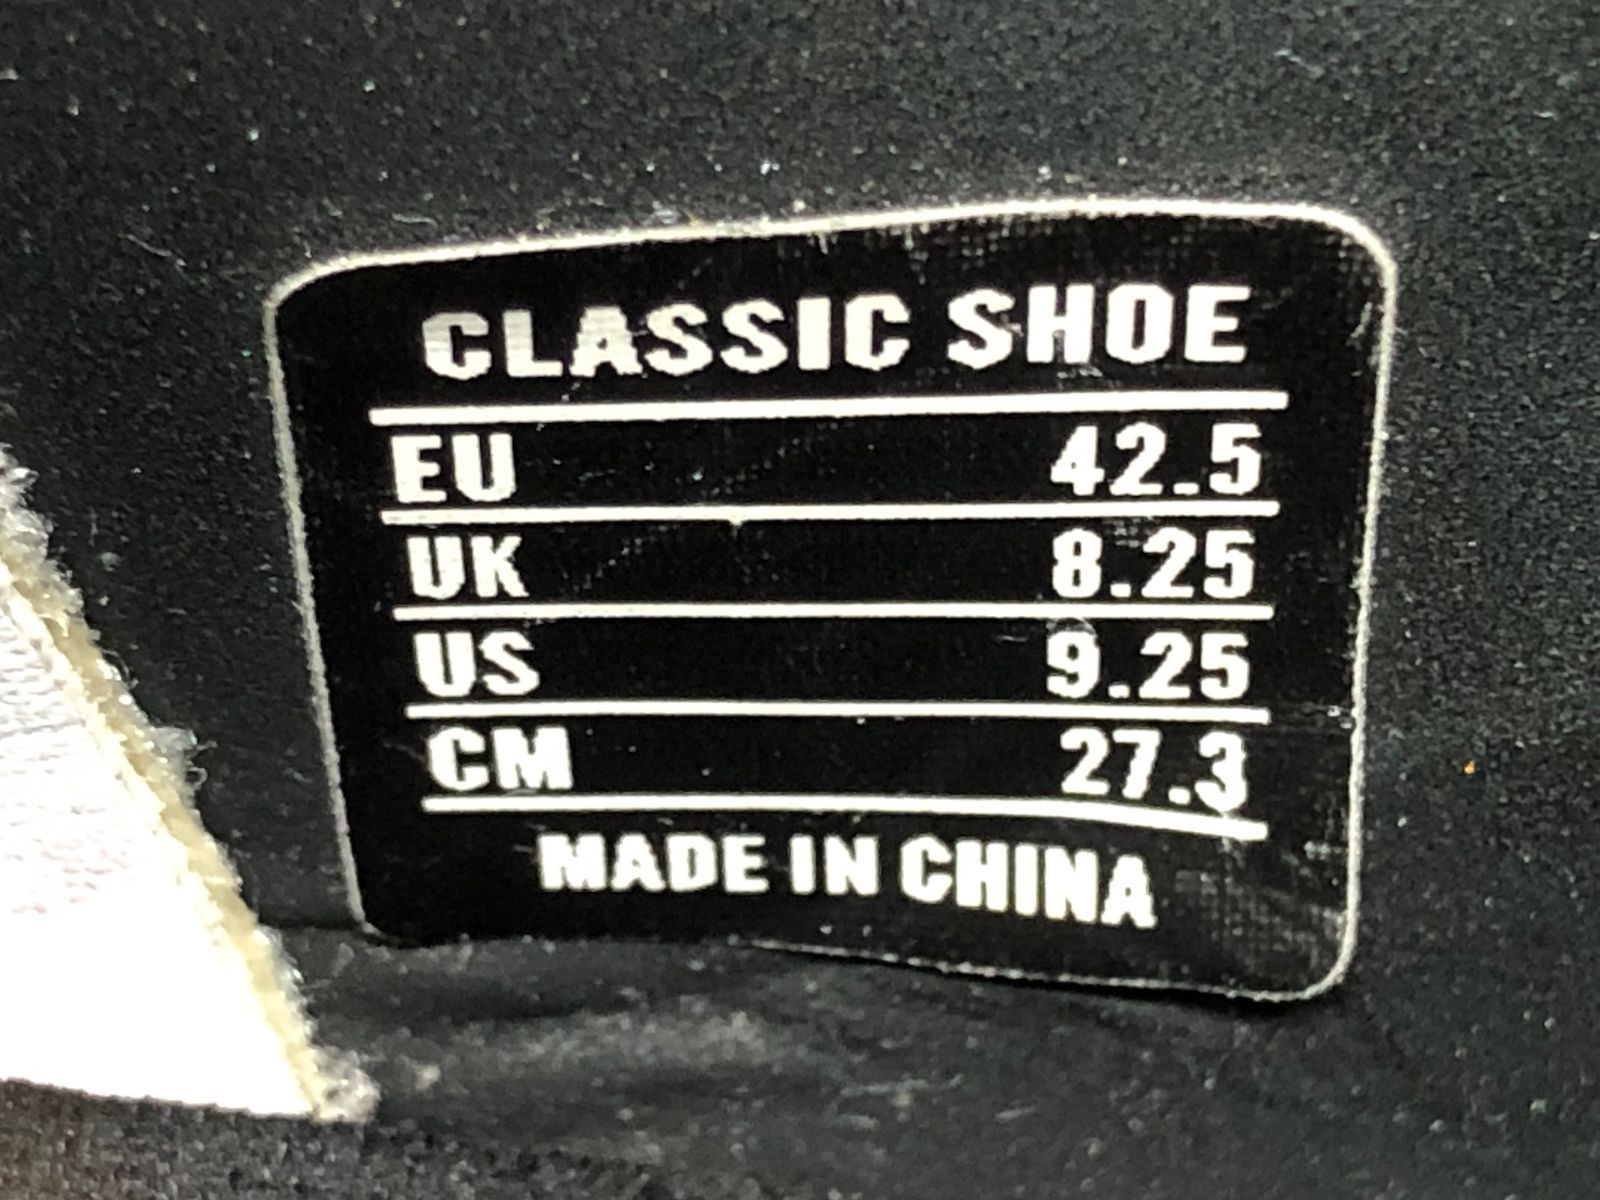 CLASSIC SHOE
EU 42.5
UK 8.25
US 9.25
CM 27.3
MADE IN CHINA